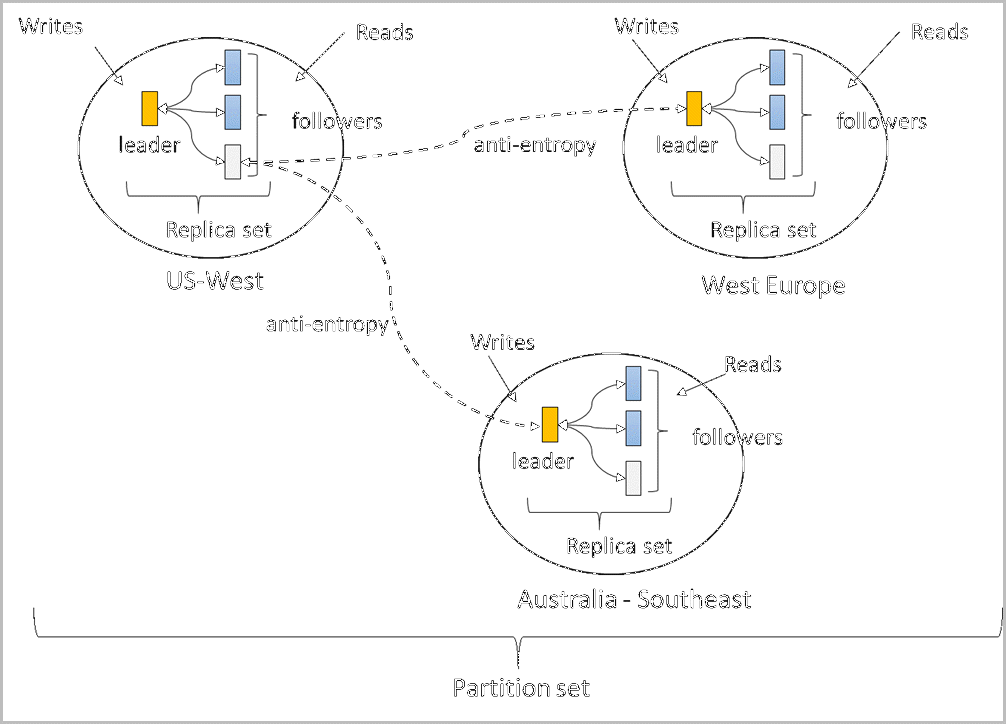 Writes
Reads
followers
leader
Replica set
US-West
anti-entropy
Writes
Reads
followers
leader
Replica set
West Europe
anti-entropy
Writes
Reads
followers
leader
Replica set
Australia - Southeast
Partition set